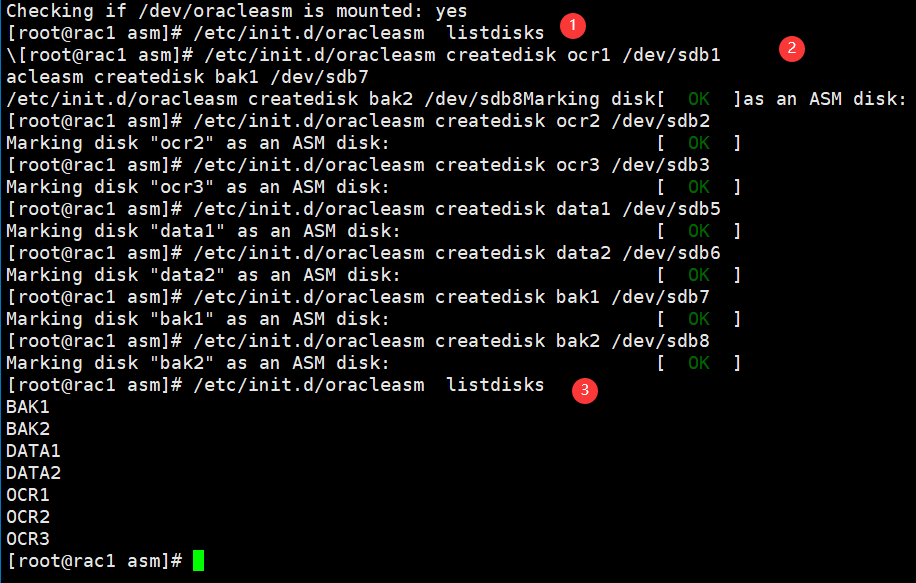 Checking if /dev/oracleasm is mounted: yes
[root@rac1 asm]# /etc/init.d/oracleasm  listdisks 1
\[root@rac1 asm]# /etc/init.d/oracleasm createdisk ocr1 /dev/sdb1 2
acleasm createdisk bak1 /dev/sdb7
/etc/init.d/oracleasm createdisk bak2 /dev/sdb8Marking disk[  OK  ]as an ASM disk:
[root@rac1 asm]# /etc/init.d/oracleasm createdisk ocr2 /dev/sdb2
Marking disk "ocr2" as an ASM disk:                        [  OK  ]
[root@rac1 asm]# /etc/init.d/oracleasm createdisk ocr3 /dev/sdb3
Marking disk "ocr3" as an ASM disk:                        [  OK  ]
[root@rac1 asm]# /etc/init.d/oracleasm createdisk data1 /dev/sdb5
Marking disk "data1" as an ASM disk:                       [  OK  ]
[root@rac1 asm]# /etc/init.d/oracleasm createdisk data2 /dev/sdb6
Marking disk "data2" as an ASM disk:                       [  OK  ]
[root@rac1 asm]# /etc/init.d/oracleasm createdisk bak1 /dev/sdb7
Marking disk "bak1" as an ASM disk:                        [  OK  ]
[root@rac1 asm]# /etc/init.d/oracleasm createdisk bak2 /dev/sdb8
Marking disk "bak2" as an ASM disk:                        [  OK  ]
[root@rac1 asm]# /etc/init.d/oracleasm  listdisks 3
BAK1
BAK2
DATA1
DATA2
OCR1
OCR2
OCR3
[root@rac1 asm]#